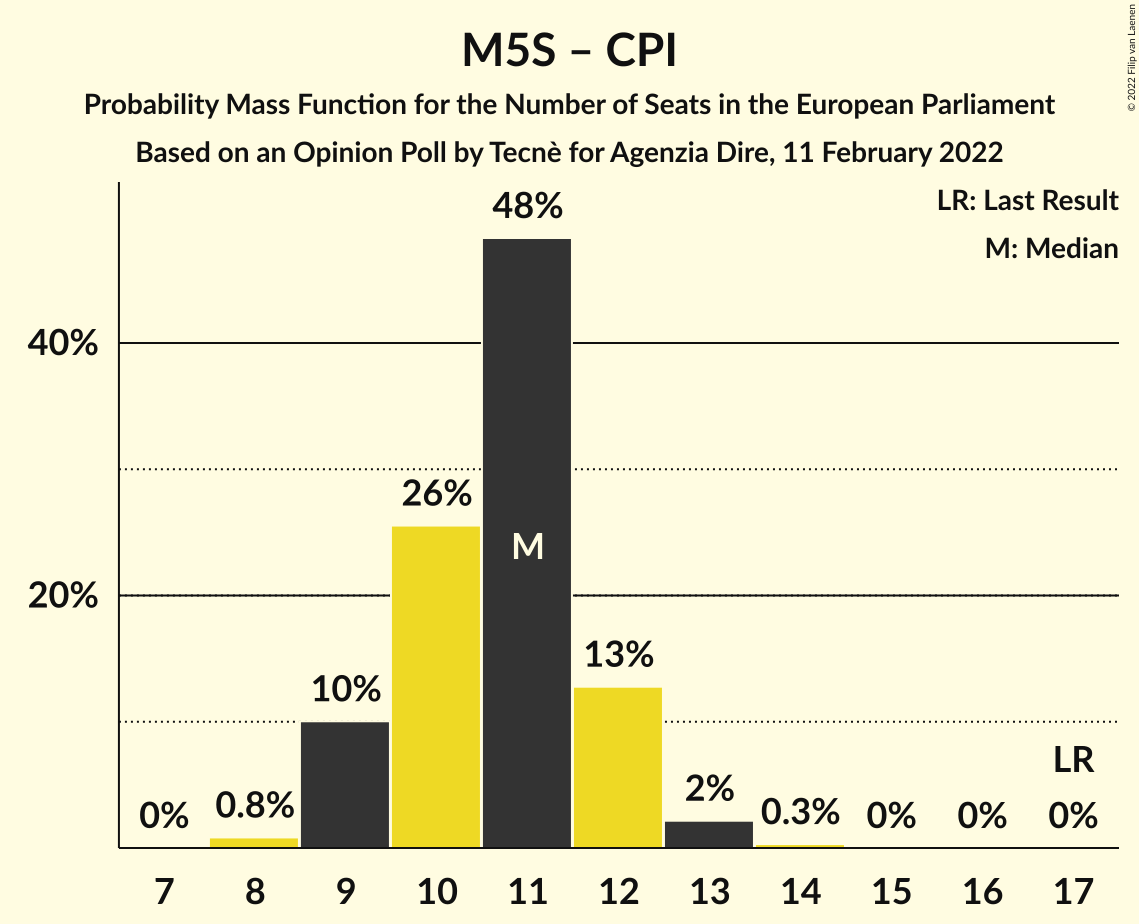 M5S – CPI
Probability Mass Function for the Number of Seats in the European Parliament
Based on an Opinion Poll by Tecnè for Agenzia Dire, 11 February 2022
© 2022 Filip van Laenen
LR: Last Result
M: Median
48%
40%
26%
M
20%
13%
10%
LR
0%
0.8%
2%
0.3%
0%
0%
0%
7 8 9 10 11 12 13 14 15 16 17